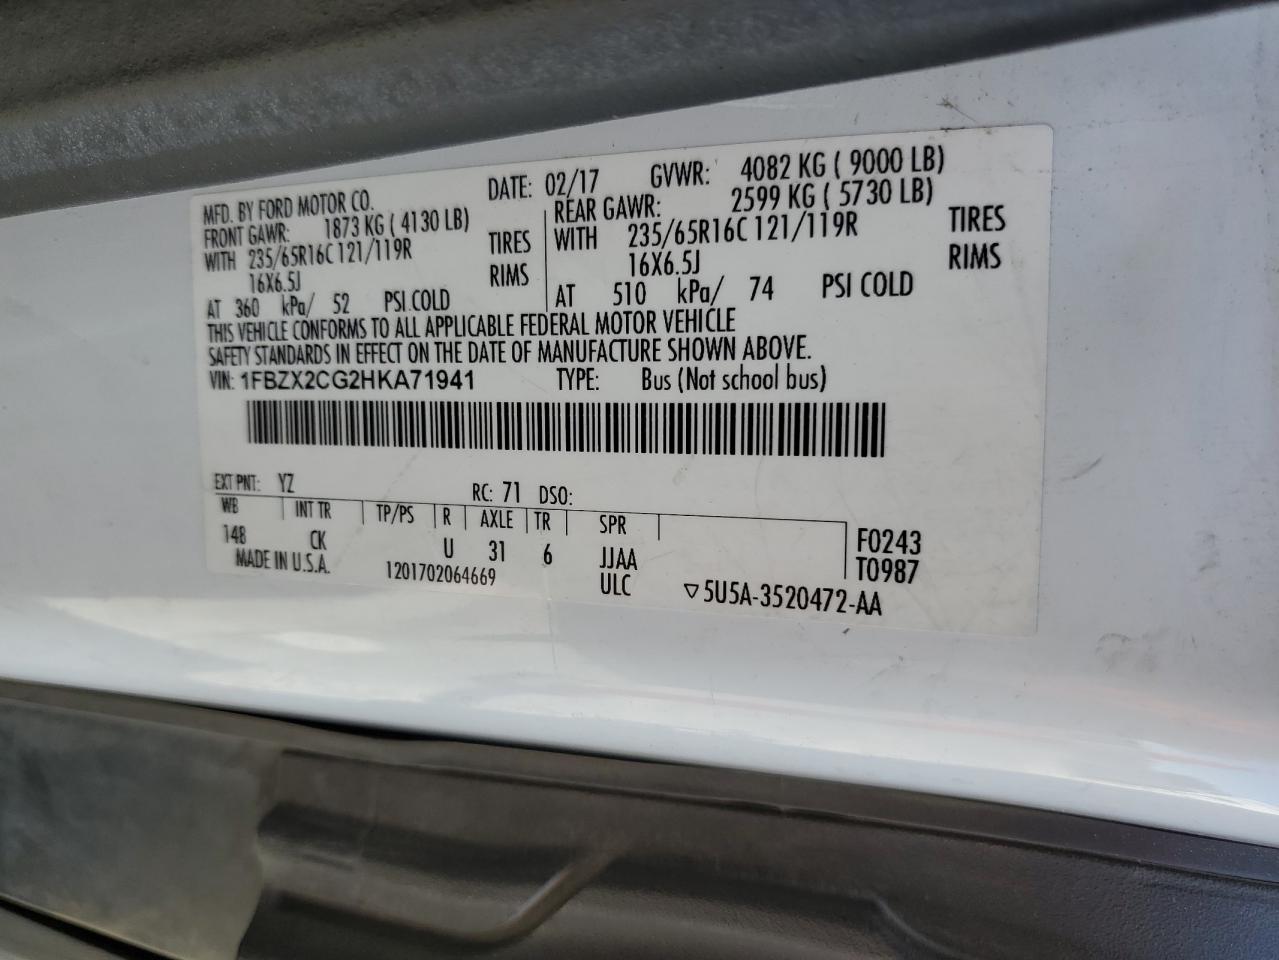 MFD. BY FORD MOTOR CO. DATE: 02/17 GVWR: 4082 KG ( 9000 LB)
FRONT GAWR: 1873 KG ( 4130 LB) REAR GAWR: 2599 KG ( 5730 LB)
WITH 235/65R16C 121/119R TIRES WITH 235/65R16C 121/119R TIRES
16X6.5J RIMS 16X6.5J RIMS
AT 360 kPa/ 52 PSI COLD AT 510 kPa/ 74 PSI COLD
THIS VEHICLE CONFORMS TO ALL APPLICABLE FEDERAL MOTOR VEHICLE
SAFETY STANDARDS IN EFFECT ON THE DATE OF MANUFACTURE SHOWN ABOVE.
VIN: 1FBZX2CG2HKA71941 TYPE: Bus (Not school bus)
EXT PNT: YZ RC: 71 DSO:
WB INT TR TP/PS R AXLE TR SPR F0243
148 CK U 31 6 JJAA T0987
MADE IN U.S.A. 1201702064669 ULC ▽5U5A-3520472-AA